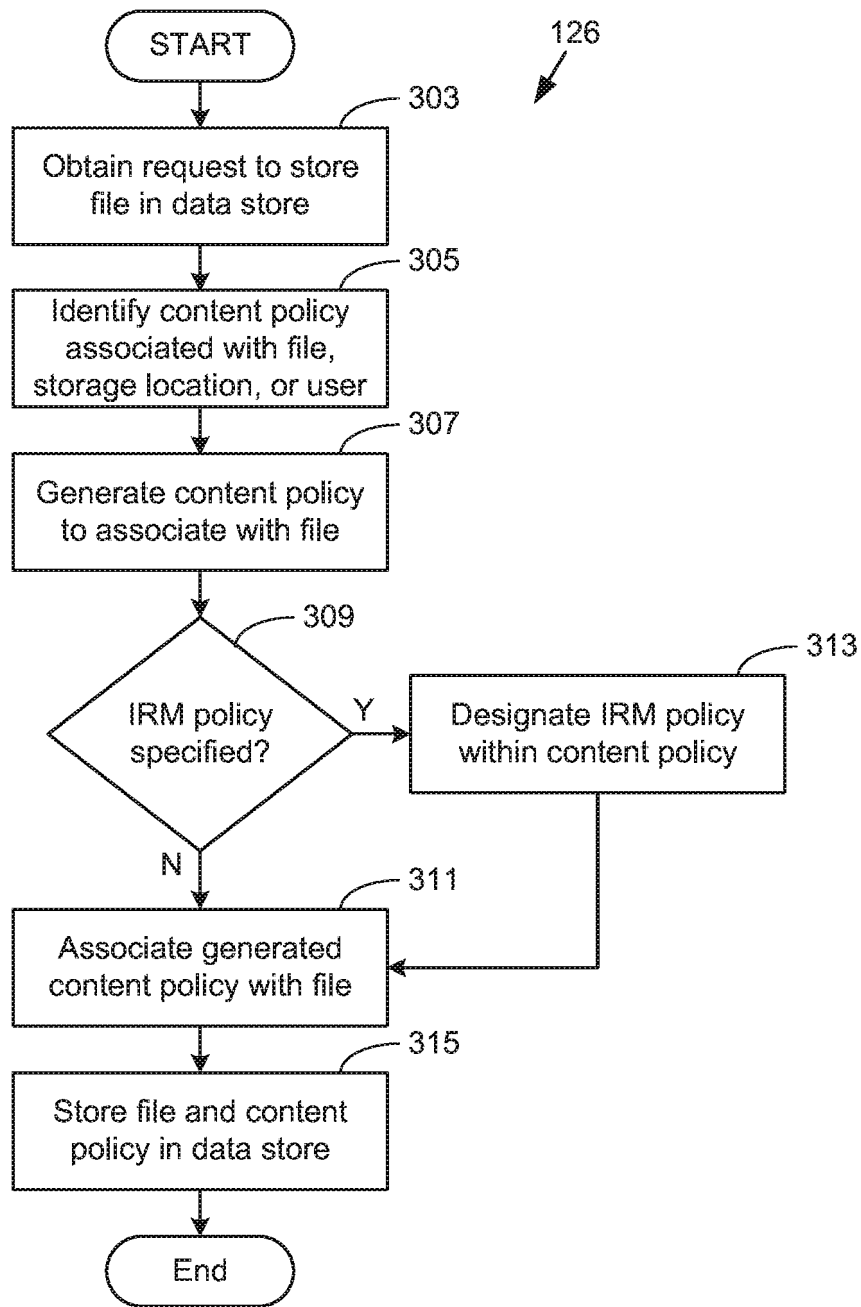 START
126
303
Obtain request to store
file in data store
305
Identify content policy
associated with file,
storage location, or user
307
Generate content policy
to associate with file
309
IRM policy
specified?
Y
313
Designate IRM policy
within content policy
N
311
Associate generated
content policy with file
315
Store file and content
policy in data store
End